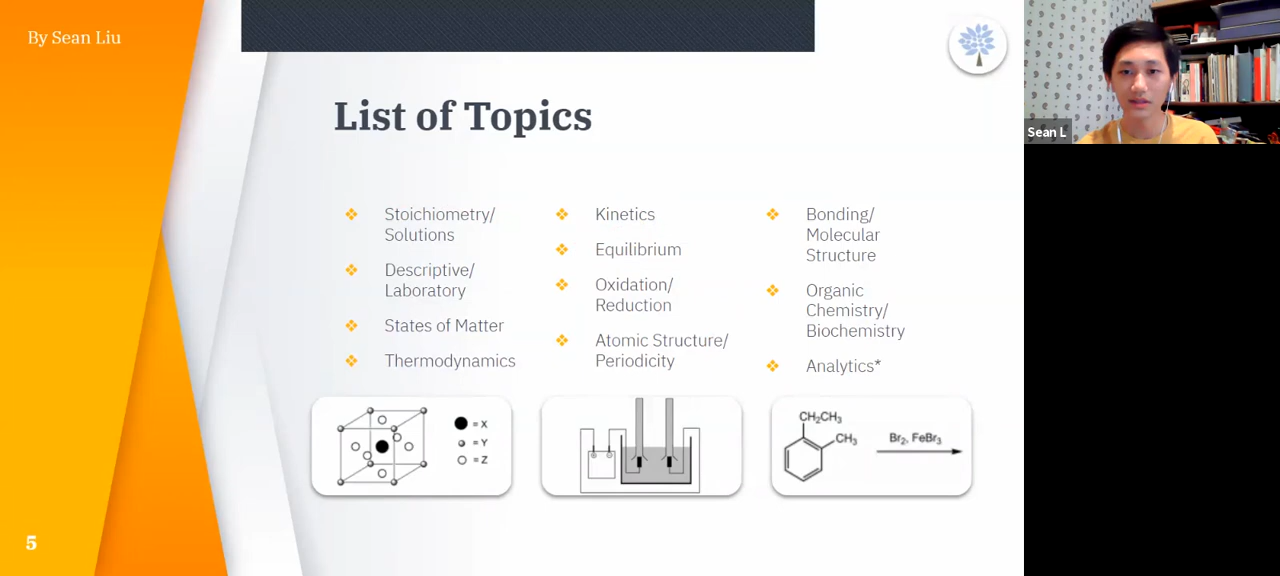 By Sean Liu
List of Topics
Stoichiometry/
Solutions
Descriptive/
Laboratory
States of Matter
Thermodynamics
Kinetics
Equilibrium
Oxidation/
Reduction
Atomic Structure/
Periodicity
Bonding/
Molecular
Structure
Organic
Chemistry/
Biochemistry
Analytics*
= X
= Y
= Z
CH₂CH₃
CH₃
Br₂, FeBr₃
5
Sean L